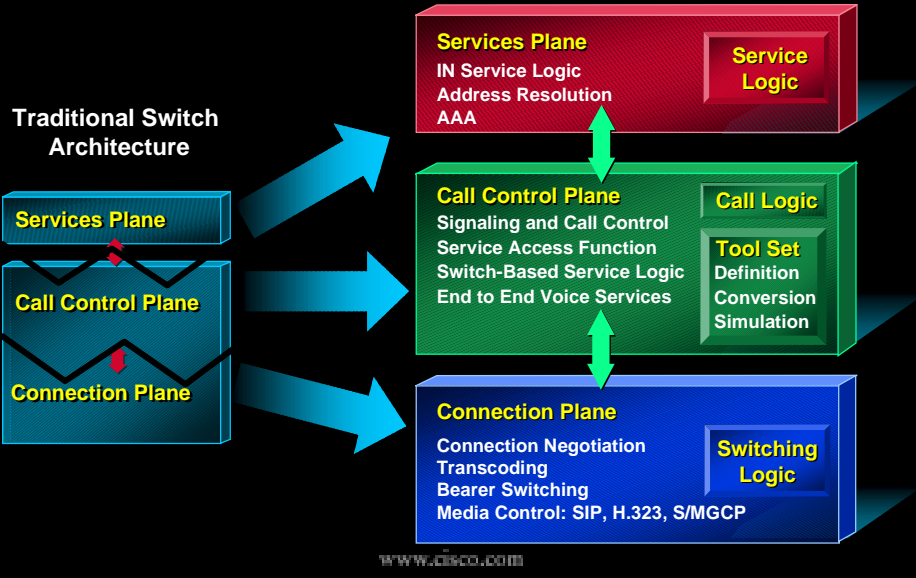 Traditional Switch
Architecture
Services Plane
Call Control Plane
Connection Plane
Services Plane
IN Service Logic
Address Resolution
AAA
Service
Logic
Call Control Plane
Signaling and Call Control
Service Access Function
Switch-Based Service Logic
End to End Voice Services
Call Logic
Tool Set
Definition
Conversion
Simulation
Connection Plane
Connection Negotiation
Transcoding
Bearer Switching
Media Control: SIP, H.323, S/MGCP
Switching
Logic
www.cisco.com